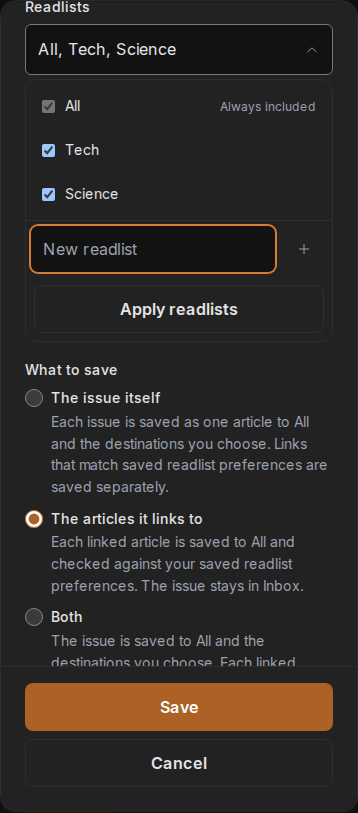 Readlists
All, Tech, Science
All Always included
Tech
Science
New readlist
Apply readlists
What to save
The issue itself
Each issue is saved as one article to All
and the destinations you choose. Links
that match saved readlist preferences are
saved separately.
The articles it links to
Each linked article is saved to All and
checked against your saved readlist
preferences. The issue stays in Inbox.
Both
The issue is saved to All and the
destinations you choose. Each linked
Save
Cancel